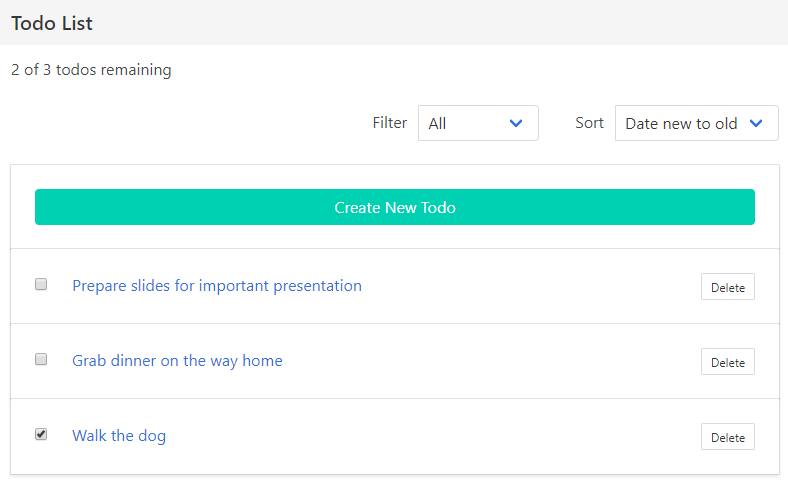 Todo List
2 of 3 todos remaining
Filter All Sort Date new to old
Create New Todo
Prepare slides for important presentation Delete
Grab dinner on the way home Delete
Walk the dog Delete